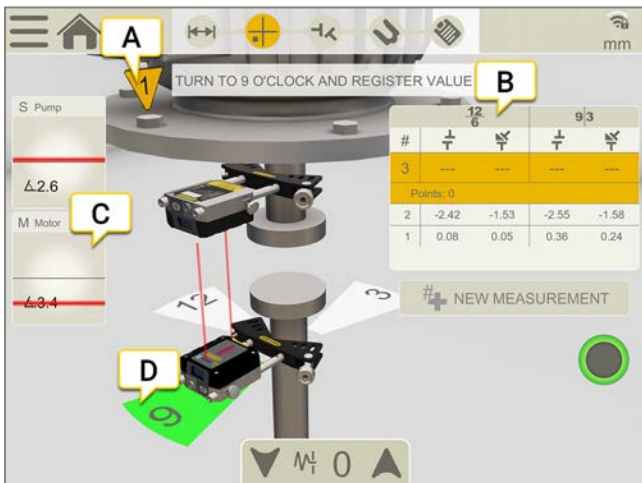 mm
A
1
TURN TO 9 O'CLOCK AND REGISTER VALUE
B
S Pump
∡2.6
M Motor
C
∡3.4
12
6
9 3
#
3 --- --- --- ---
Points: 0
2 -2.42 -1.53 -2.55 -1.58
1 0.08 0.05 0.36 0.24
# NEW MEASUREMENT
12
3
D
9
0